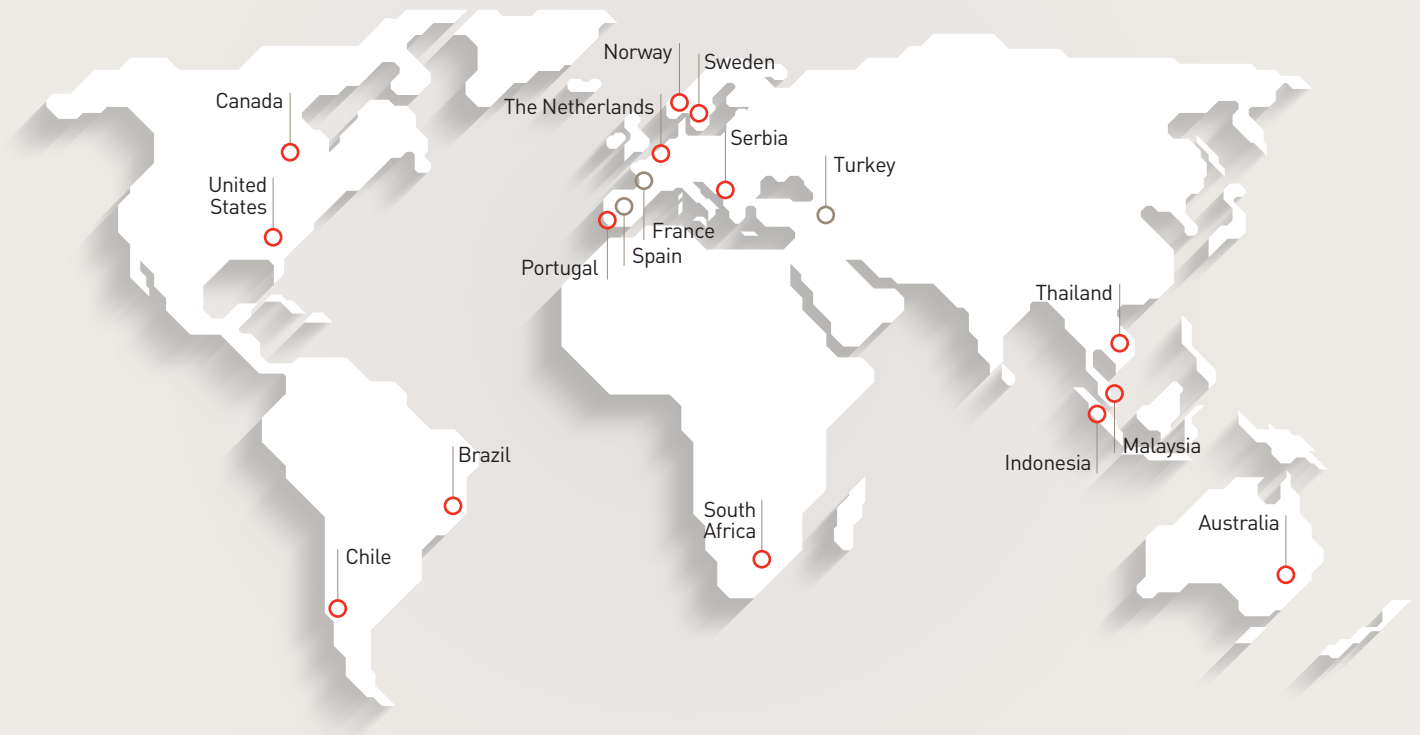 Norway
Sweden
Canada
The Netherlands
Serbia
Turkey
United
States
France
Spain
Portugal
Thailand
Brazil
Malaysia
Indonesia
South
Africa
Australia
Chile